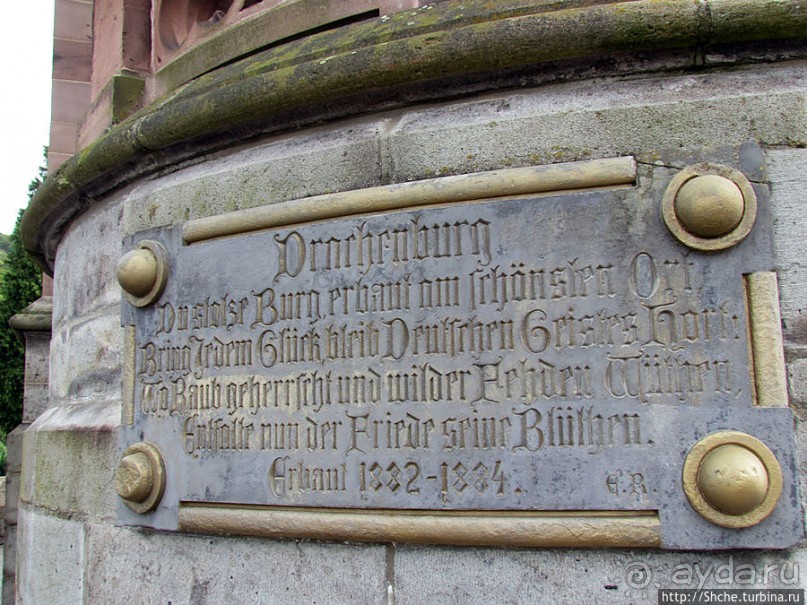 Drachenburg
Du stolze Burg, erbaut am schönsten Ort
Bring Jedem Glück, bleib Deutschen Geistes Hort:
Wo Raub geherrscht und wilder Fehden Wüthen,
Entfalte nun der Friede seine Blüthen.
Erbaut 1882-1884. E.R.
ayda.ru
http://Shche.turbina.ru